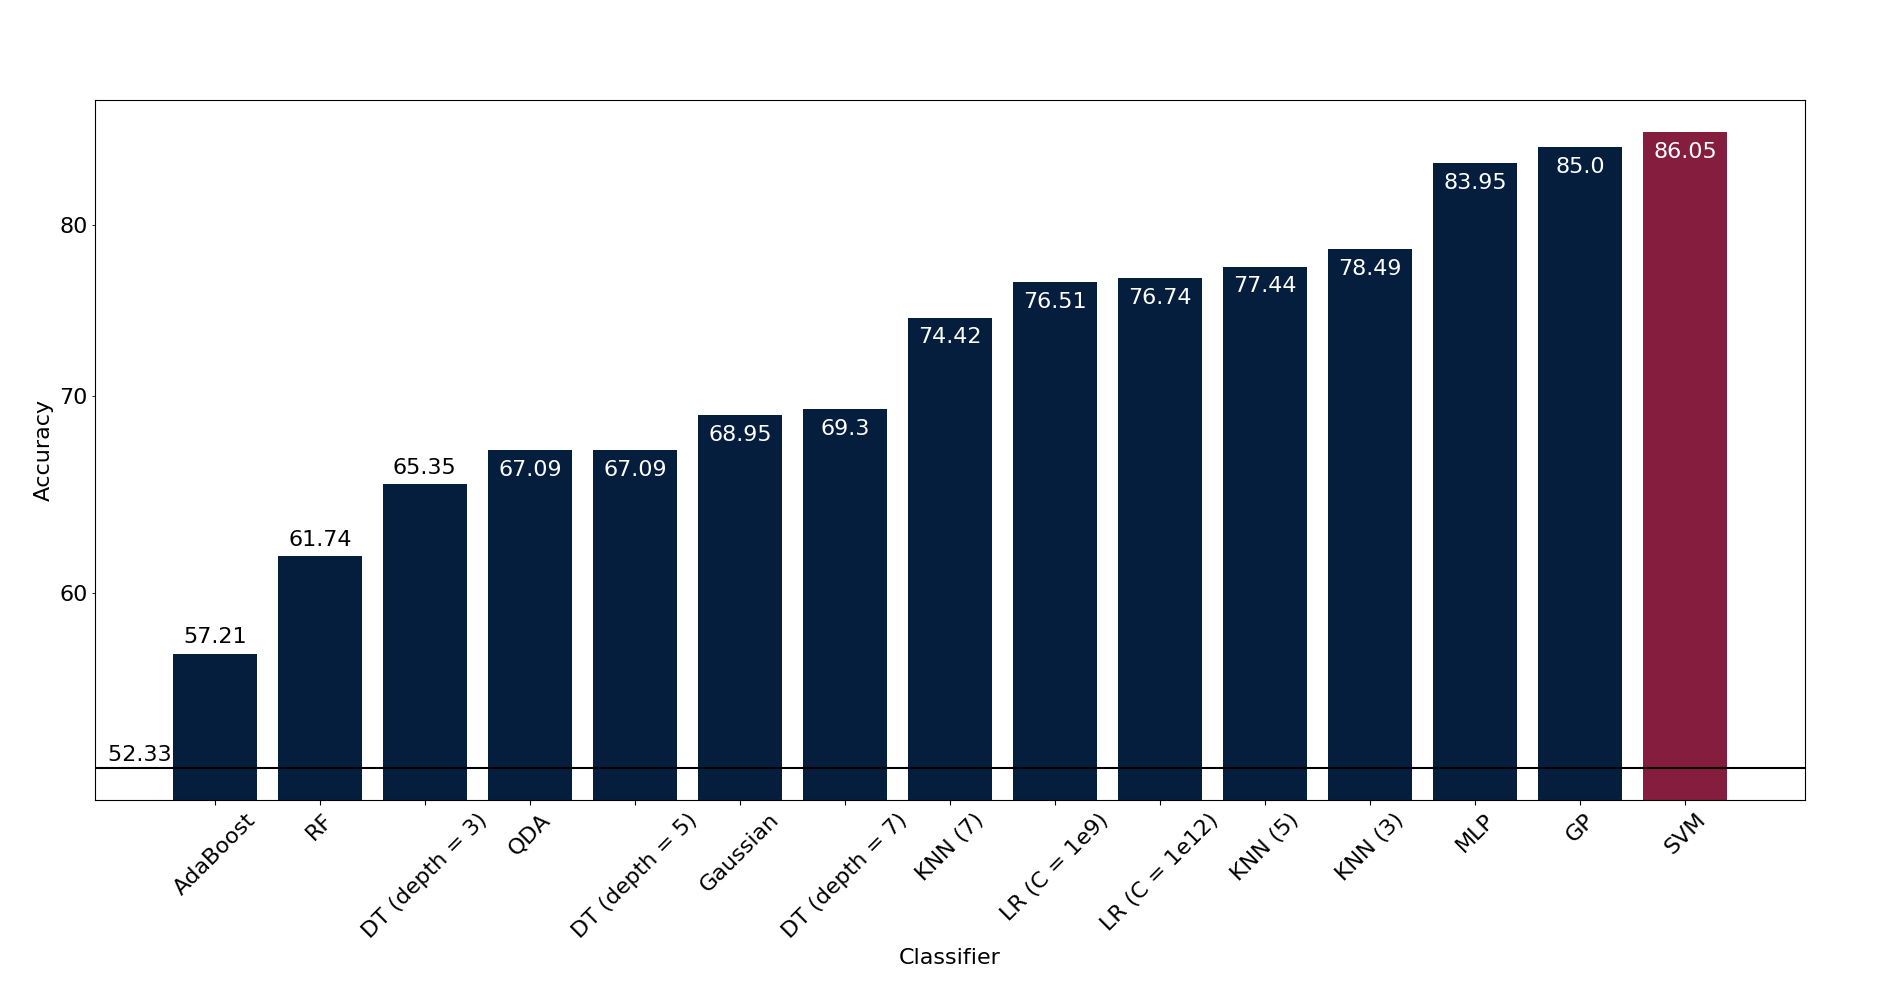 86.05
85.0
83.95
80
78.49
77.44
76.74
76.51
74.42
70
69.3
68.95
67.09
67.09
65.35
61.74
60
57.21
52.33
Accuracy
AdaBoost
RF
DT (depth = 3)
QDA
DT (depth = 5)
Gaussian
DT (depth = 7)
KNN (7)
LR (C = 1e9)
LR (C = 1e12)
KNN (5)
KNN (3)
MLP
GP
SVM
Classifier